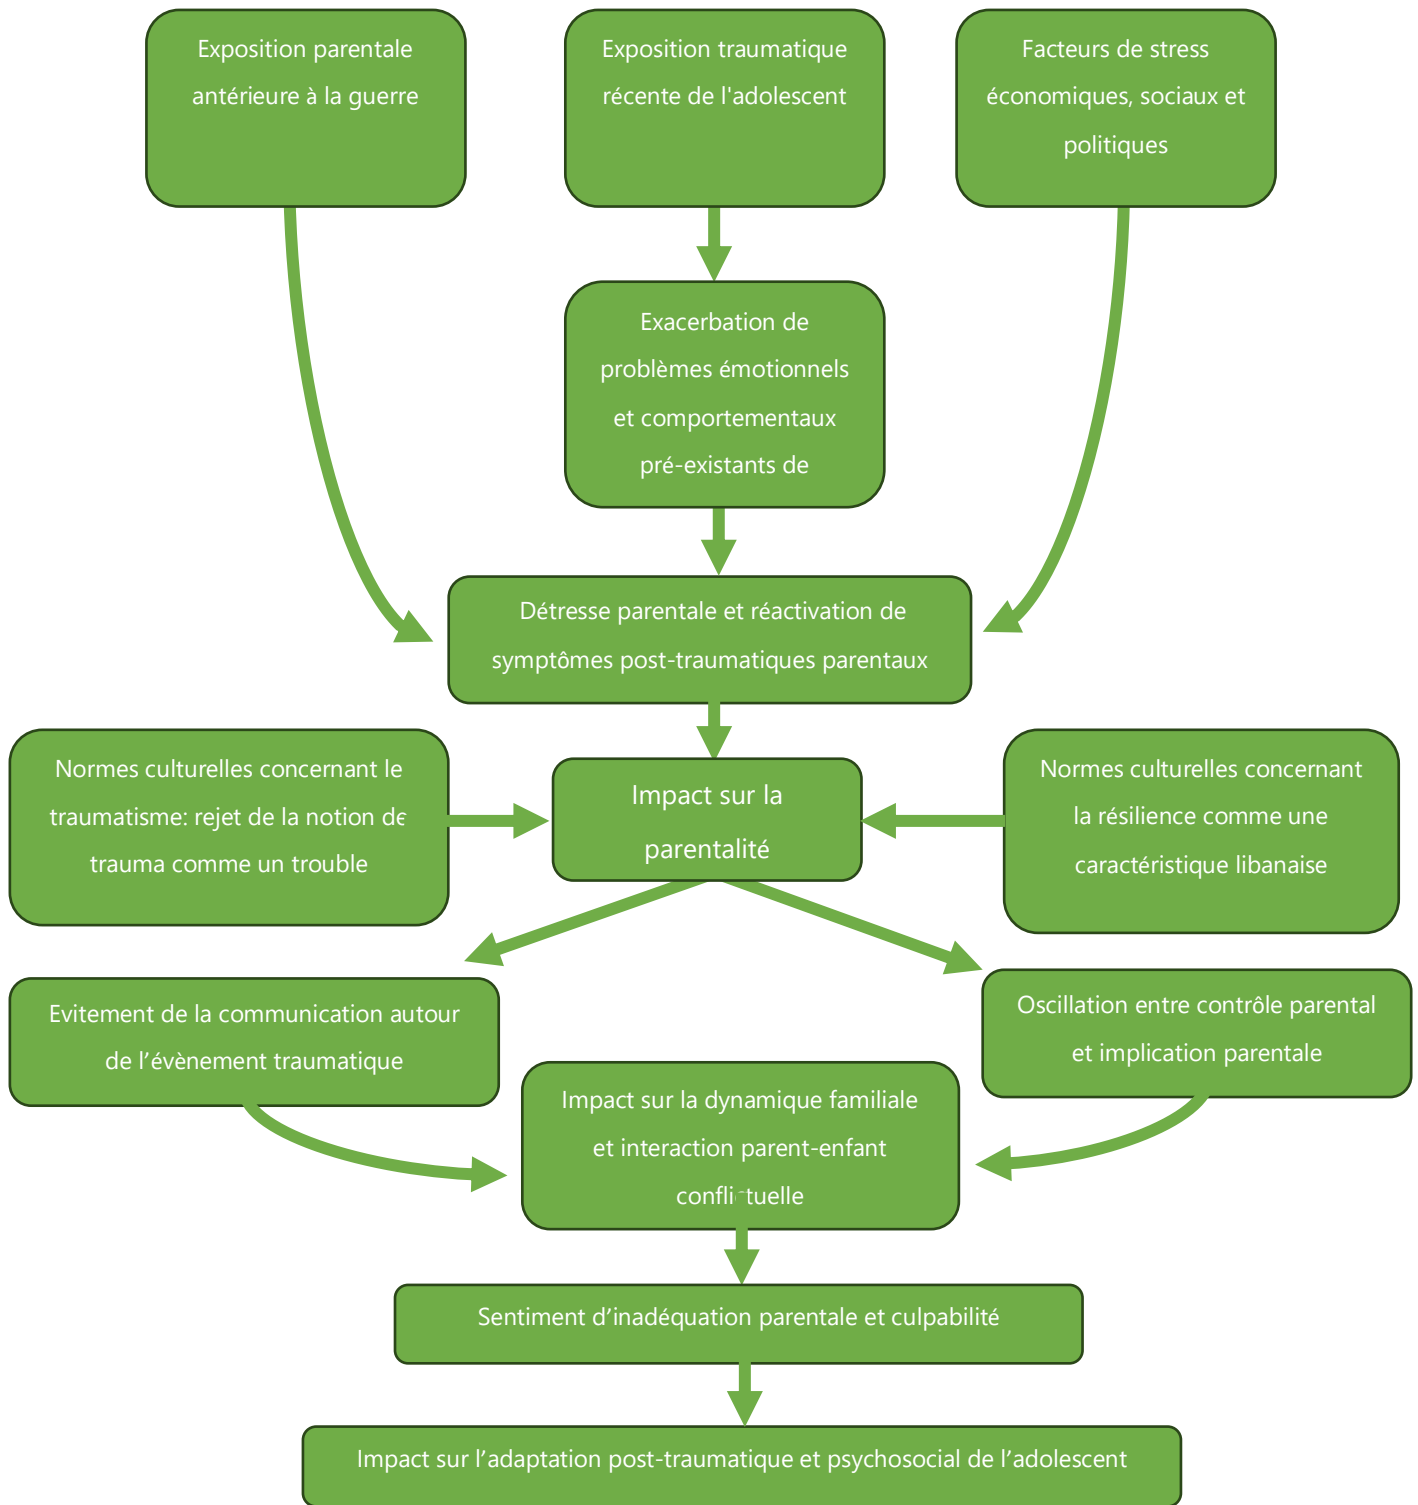 Exposition parentale
antérieure à la guerre
Exposition traumatique
récente de l'adolescent
Facteurs de stress
économiques, sociaux et
politiques
Exacerbation de
problèmes émotionnels
et comportementaux
pré-existants de
Détresse parentale et réactivation de
symptômes post-traumatiques parentaux
Normes culturelles concernant le
traumatisme: rejet de la notion de
trauma comme un trouble
Impact sur la
parentalité
Normes culturelles concernant
la résilience comme une
caractéristique libanaise
Evitement de la communication autour
de l’évènement traumatique
Oscillation entre contrôle parental
et implication parentale
Impact sur la dynamique familiale
et interaction parent-enfant
conflictuelle
Sentiment d’inadéquation parentale et culpabilité
Impact sur l’adaptation post-traumatique et psychosocial de l’adolescent